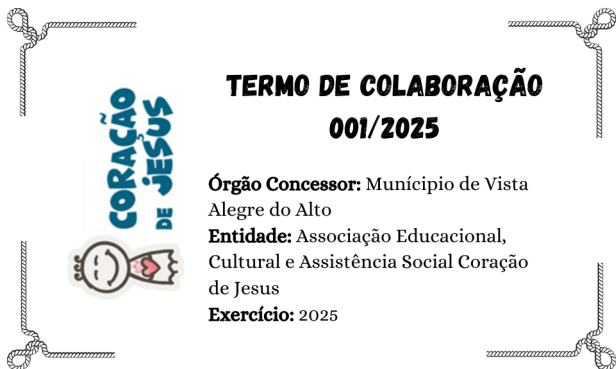 CORAÇÃO
DE JESUS
TERMO DE COLABORAÇÃO
001/2025
Órgão Concessor: Munícipio de Vista
Alegre do Alto
Entidade: Associação Educacional,
Cultural e Assistência Social Coração
de Jesus
Exercício: 2025